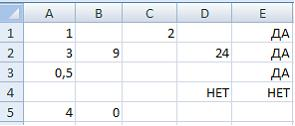 A B C D E
1 1 2 ДА
2 3 9 24 ДА
3 0,5 ДА
4 НЕТ НЕТ
5 4 0